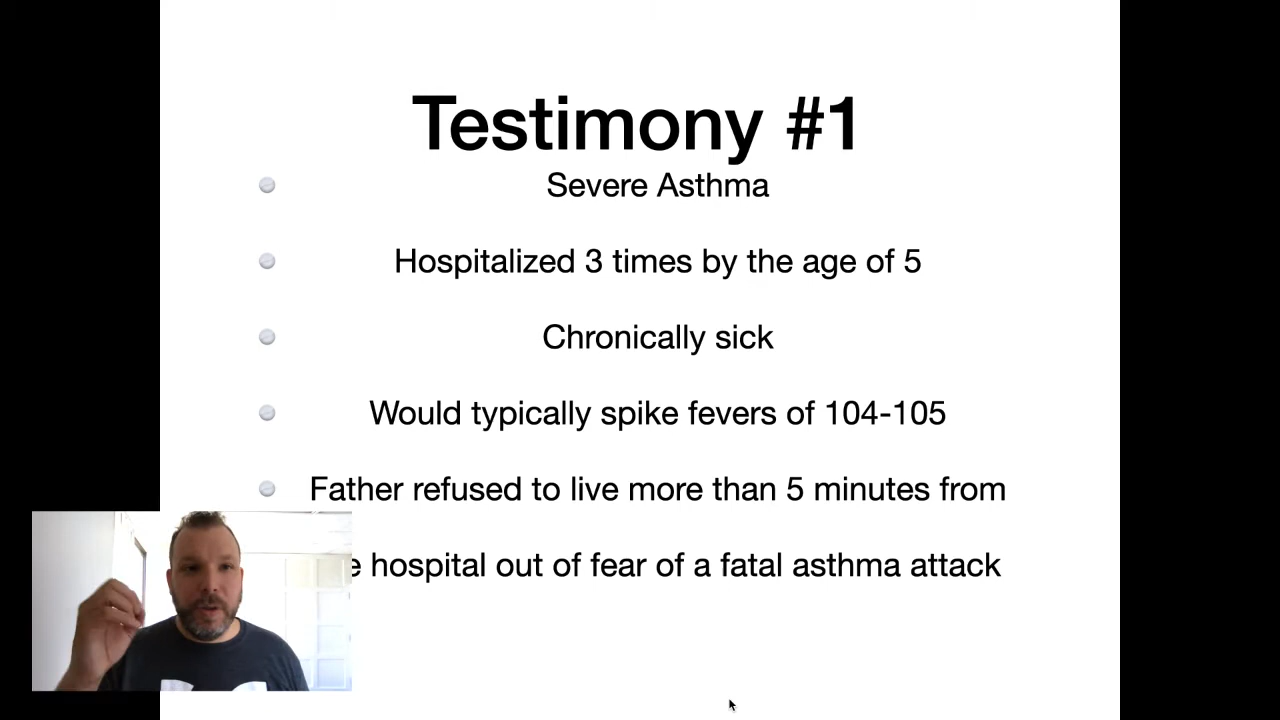 Testimony #1
Severe Asthma
Hospitalized 3 times by the age of 5
Chronically sick
Would typically spike fevers of 104-105
Father refused to live more than 5 minutes from
hospital out of fear of a fatal asthma attack